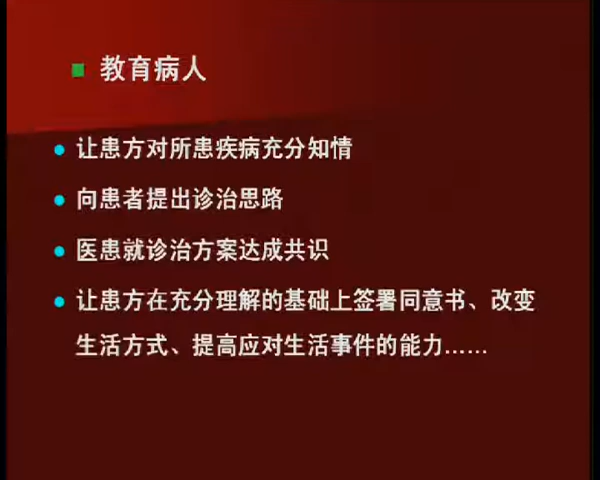 教育病人
让患方对所患疾病充分知情
向患者提出诊治思路
医患就诊治方案达成共识
让患方在充分理解的基础上签署同意书、改变
生活方式、提高应对生活事件的能力……